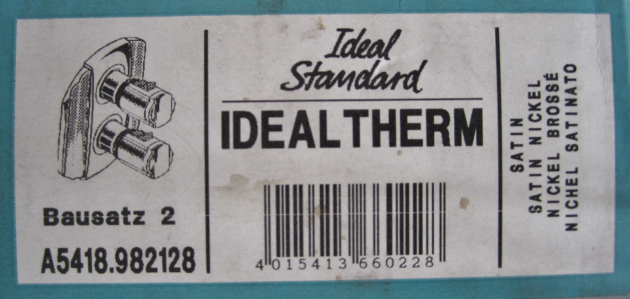 Bausatz 2
A5418.982128
Ideal
Standard
IDEALTHERM
4 015413 660228
SATIN
SATIN NICKEL
NICKEL BROSSÉ
NICHEL SATINATO